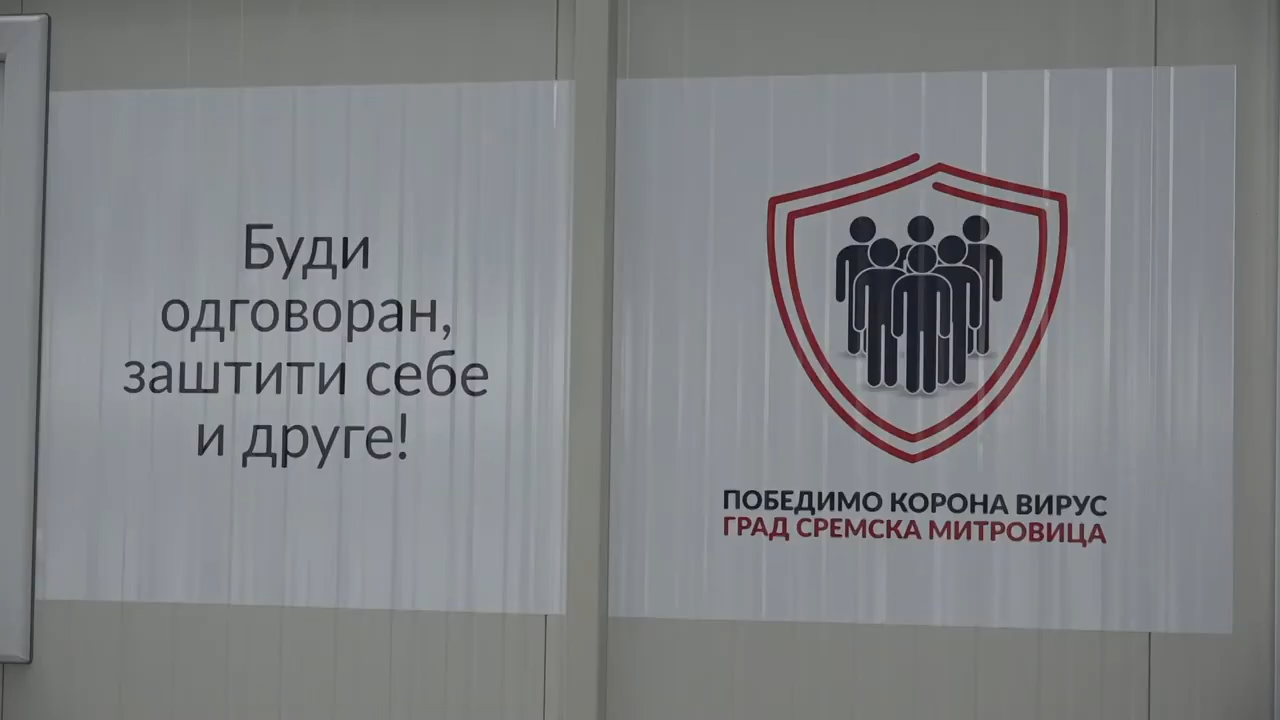 Буди
одговоран,
заштити себе
и друге!
ПОБЕДИМО КОРОНА ВИРУС
ГРАД СРЕМСКА МИТРОВИЦА